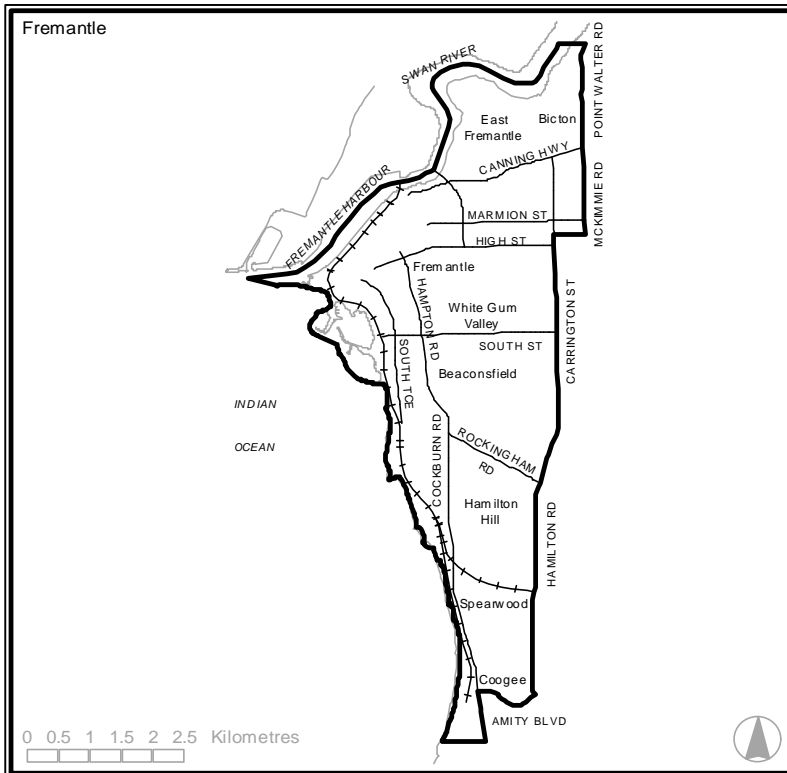 Fremantle
SWAN RIVER
POINT WALTER RD
East
Fremantle
Bicton
CANNING HWY
FREMANTLE HARBOUR
MCKIMMIE RD
MARMION ST
HIGH ST
Fremantle
HAMPTON RD
CARRINGTON ST
White Gum
Valley
SOUTH ST
SOUTH TCE
Beaconsfield
INDIAN
OCEAN
COCKBURN RD
ROCKINGHAM
RD
Hamilton
Hill
HAMILTON RD
Spearwood
Coogee
AMITY BLVD
0 0.5 1 1.5 2 2.5 Kilometres